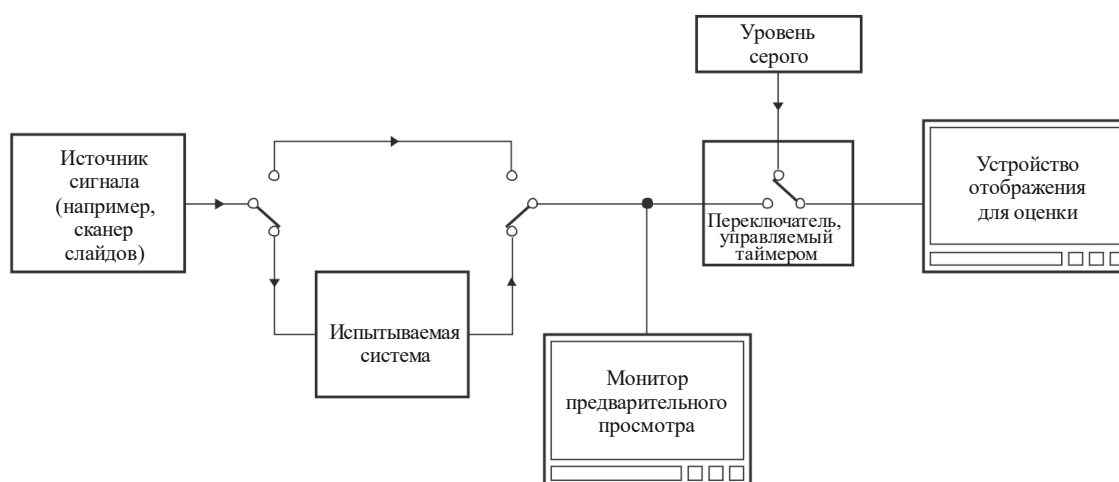 Уровень
серого
Источник
сигнала
(например,
сканер
слайдов)
Испытываемая
система
Переключатель,
управляемый
таймером
Устройство
отображения
для оценки
Монитор
предварительного
просмотра